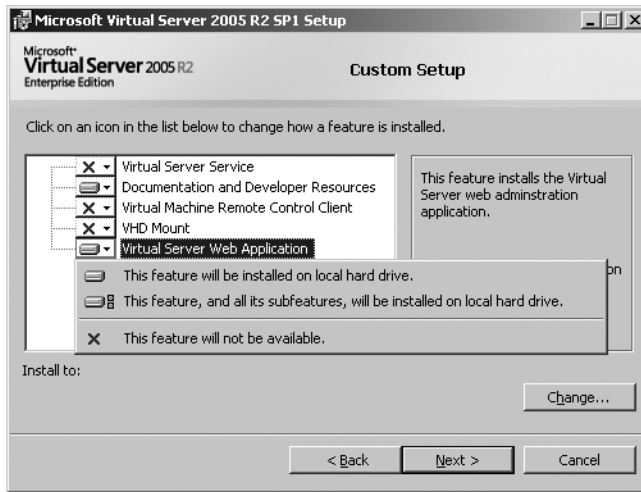 Microsoft Virtual Server 2005 R2 SP1 Setup
Microsoft
Virtual Server 2005 R2
Enterprise Edition
Custom Setup
Click on an icon in the list below to change how a feature is installed.
Virtual Server Service
Documentation and Developer Resources
Virtual Machine Remote Control Client
VHD Mount
Virtual Server Web Application
This feature installs the Virtual
Server web adminstration
application.
on
This feature will be installed on local hard drive.
This feature, and all its subfeatures, will be installed on local hard drive.
This feature will not be available.
Install to:
Change...
< Back
Next >
Cancel